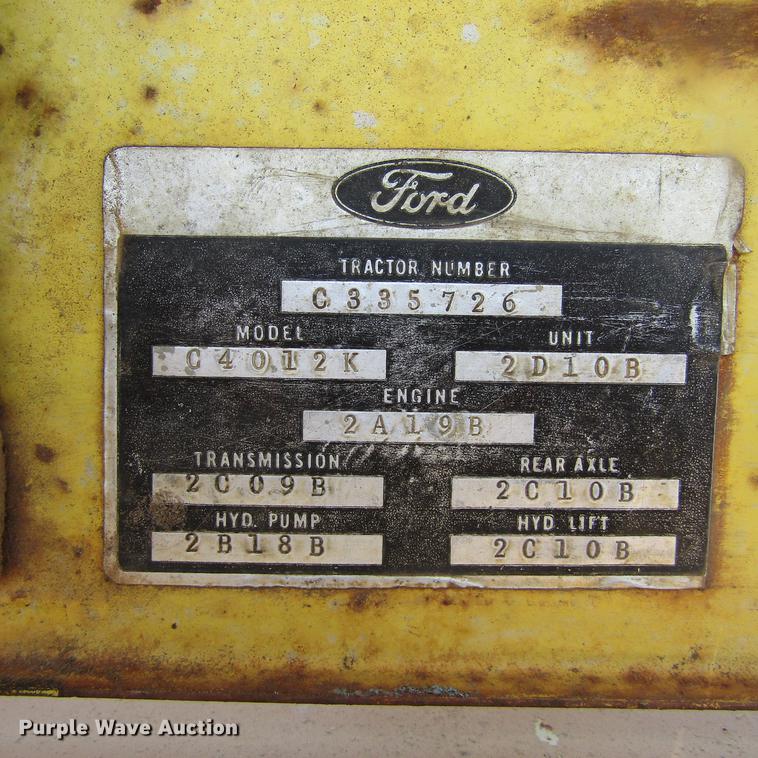 Ford
TRACTOR NUMBER
C335726
MODEL
C4012K
UNIT
2D10B
ENGINE
2A19B
TRANSMISSION
2C09B
REAR AXLE
2C10B
HYD. PUMP
2B18B
HYD LIFT
2C10B
Purple Wave Auction